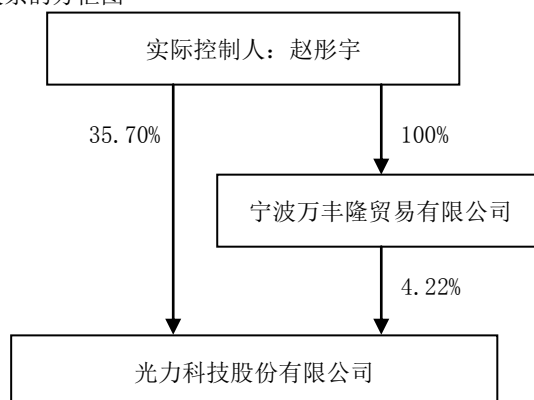 实际控制人：赵彤宇
35.70%
100%
宁波万丰隆贸易有限公司
4.22%
光力科技股份有限公司